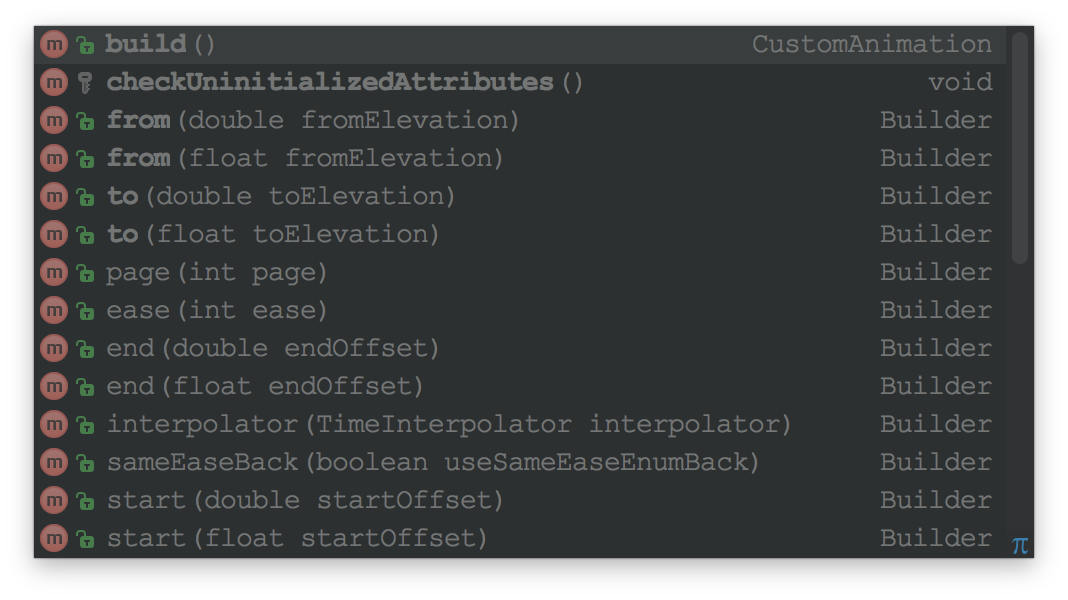 m build() CustomAnimation
m checkUninitializedAttributes() void
m from(double fromElevation) Builder
m from(float fromElevation) Builder
m to(double toElevation) Builder
m to(float toElevation) Builder
m page(int page) Builder
m ease(int ease) Builder
m end(double endOffset) Builder
m end(float endOffset) Builder
m interpolator(TimeInterpolator interpolator) Builder
m sameEaseBack(boolean useSameEaseEnumBack) Builder
m start(double startOffset) Builder
m start(float startOffset) Builder
π